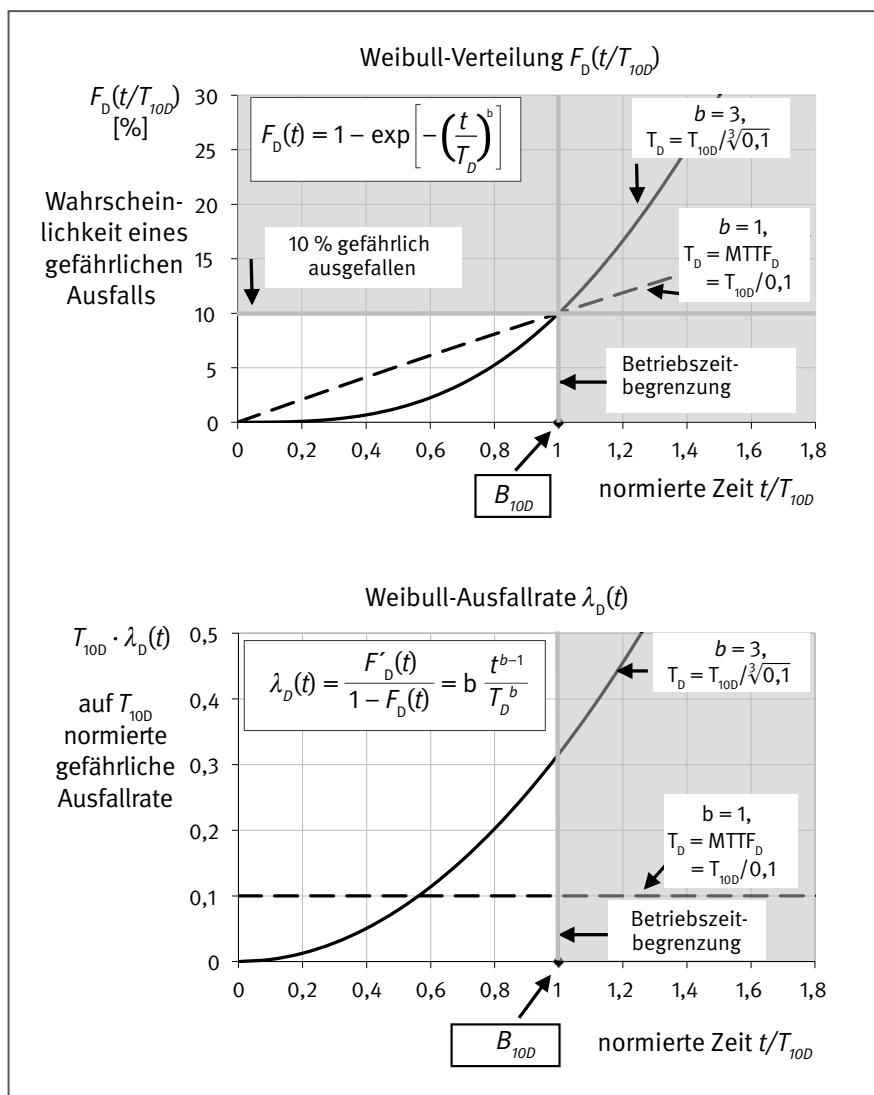 Weibull-Verteilung F_D(t/T_10D)
F_D(t/T_10D)
[%]
Wahrschein-
lichkeit eines
gefährlichen
Ausfalls
30
25
20
15
10
5
0
F_D(t) = 1 – exp[–(t/T_D)^b]
10 % gefährlich
ausgefallen
b = 3,
T_D = T_10D/∛0,1
b = 1,
T_D = MTTF_D
= T_10D/0,1
Betriebszeit-
begrenzung
0 0,2 0,4 0,6 0,8 1 1,2 1,4 1,6 1,8
B_10D
normierte Zeit t/T_10D
Weibull-Ausfallrate λ_D(t)
T_10D · λ_D(t)
auf T_10D
normierte
gefährliche
Ausfallrate
0,5
0,4
0,3
0,2
0,1
0
λ_D(t) = F´_D(t)/(1 – F_D(t)) = b t^(b–1)/T_D^b
b = 3,
T_D = T_10D/∛0,1
b = 1,
T_D = MTTF_D
= T_10D/0,1
Betriebszeit-
begrenzung
0 0,2 0,4 0,6 0,8 1 1,2 1,4 1,6 1,8
B_10D
normierte Zeit t/T_10D